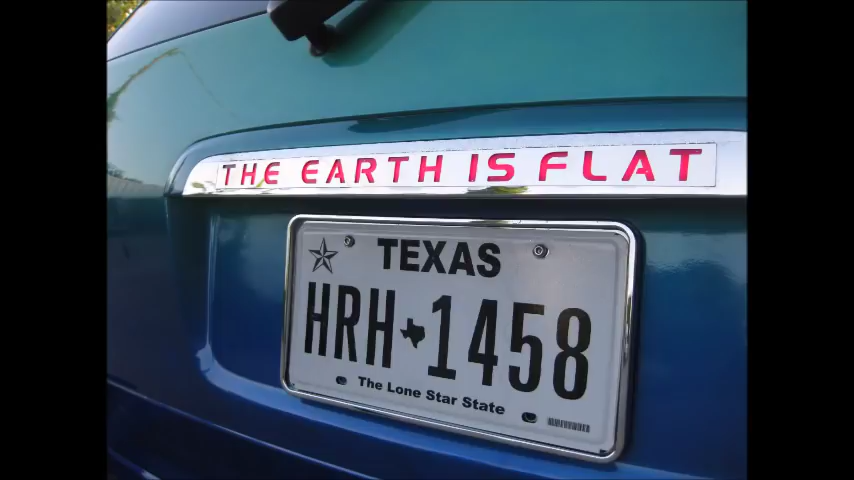 THE EARTH IS FLAT
TEXAS
HRH 1458
The Lone Star State